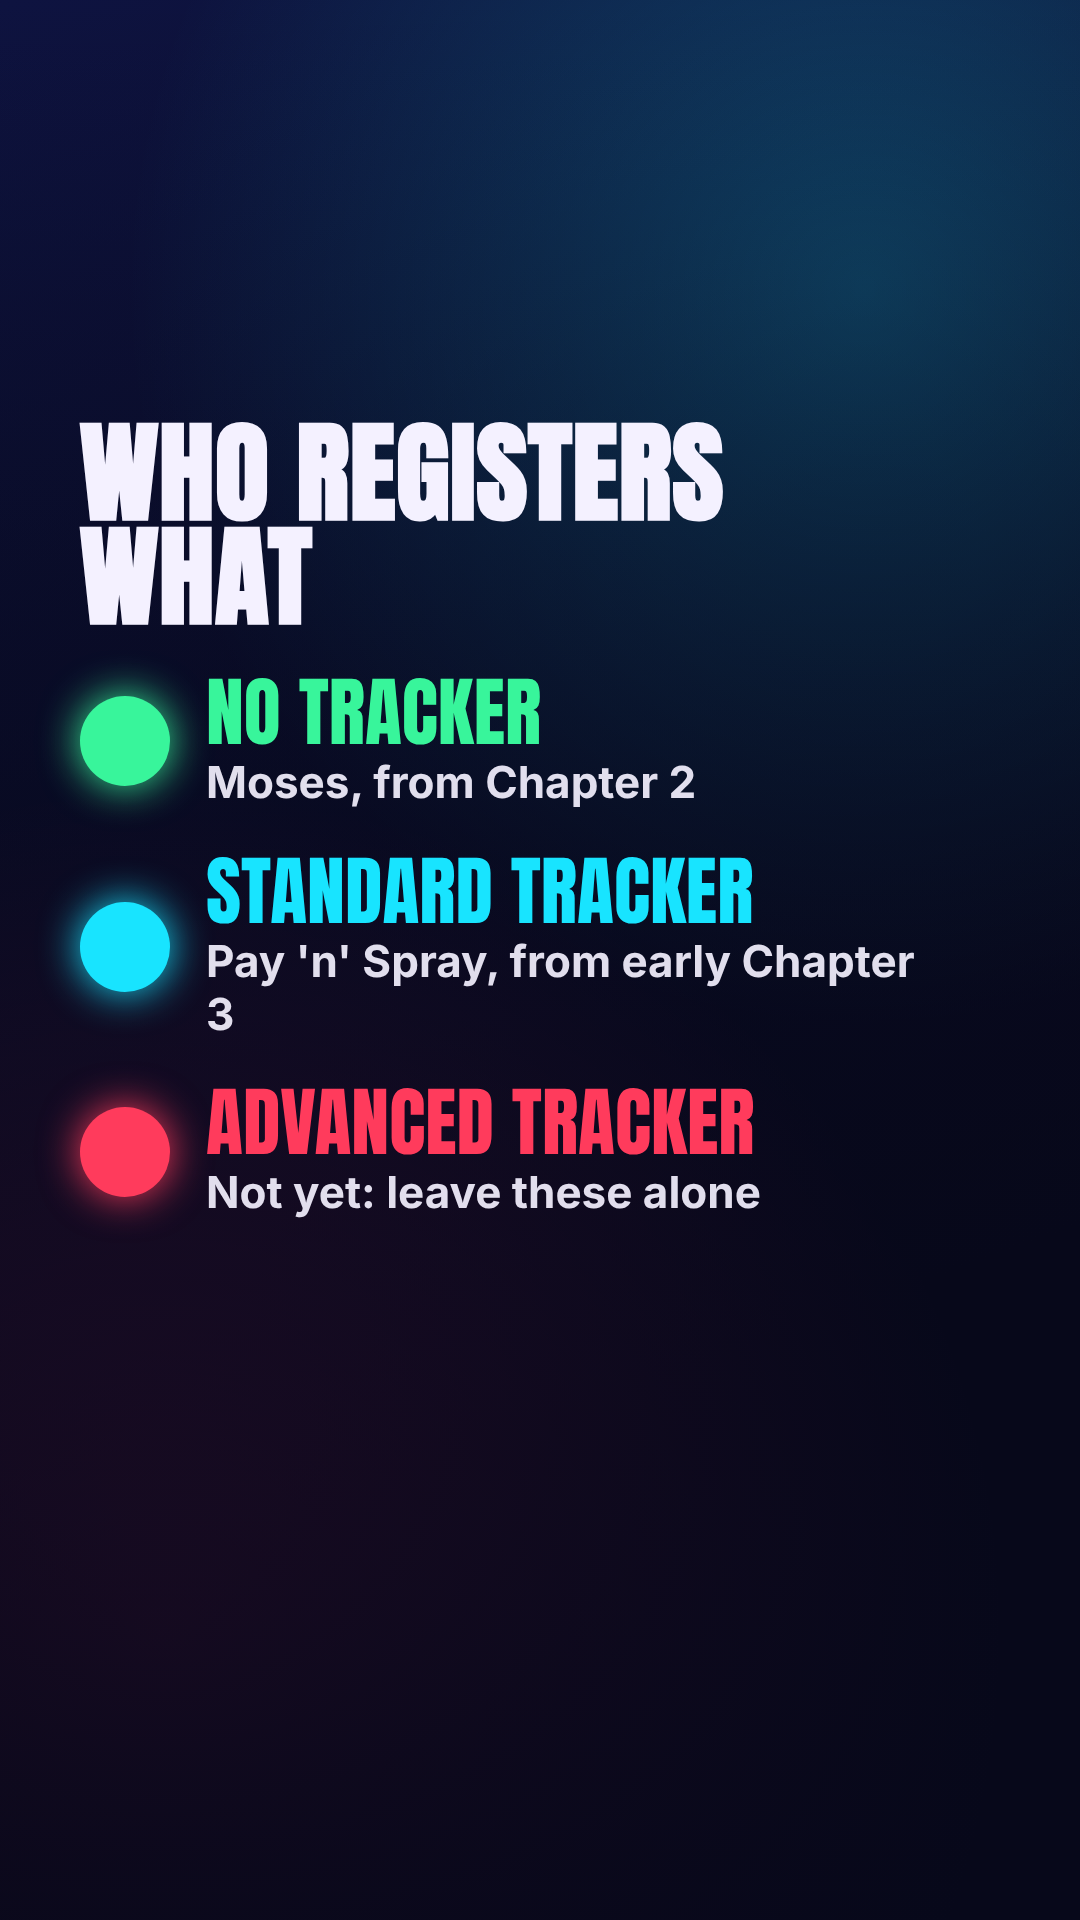 WHO REGISTERS
WHAT
NO TRACKER
Moses, from Chapter 2
STANDARD TRACKER
Pay 'n' Spray, from early Chapter
3
ADVANCED TRACKER
Not yet: leave these alone